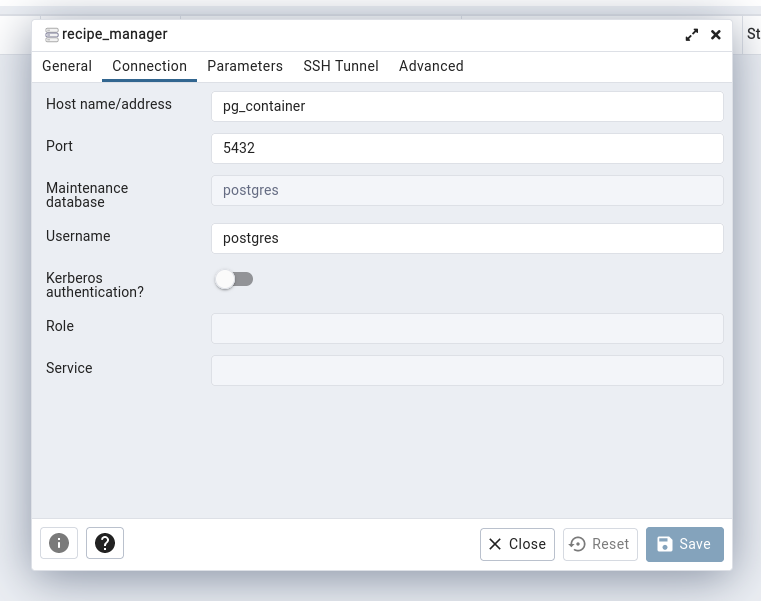 recipe_manager
St
General Connection Parameters SSH Tunnel Advanced
Host name/address pg_container
Port 5432
Maintenance
database
postgres
Username postgres
Kerberos
authentication?
Role
Service
Close Reset Save